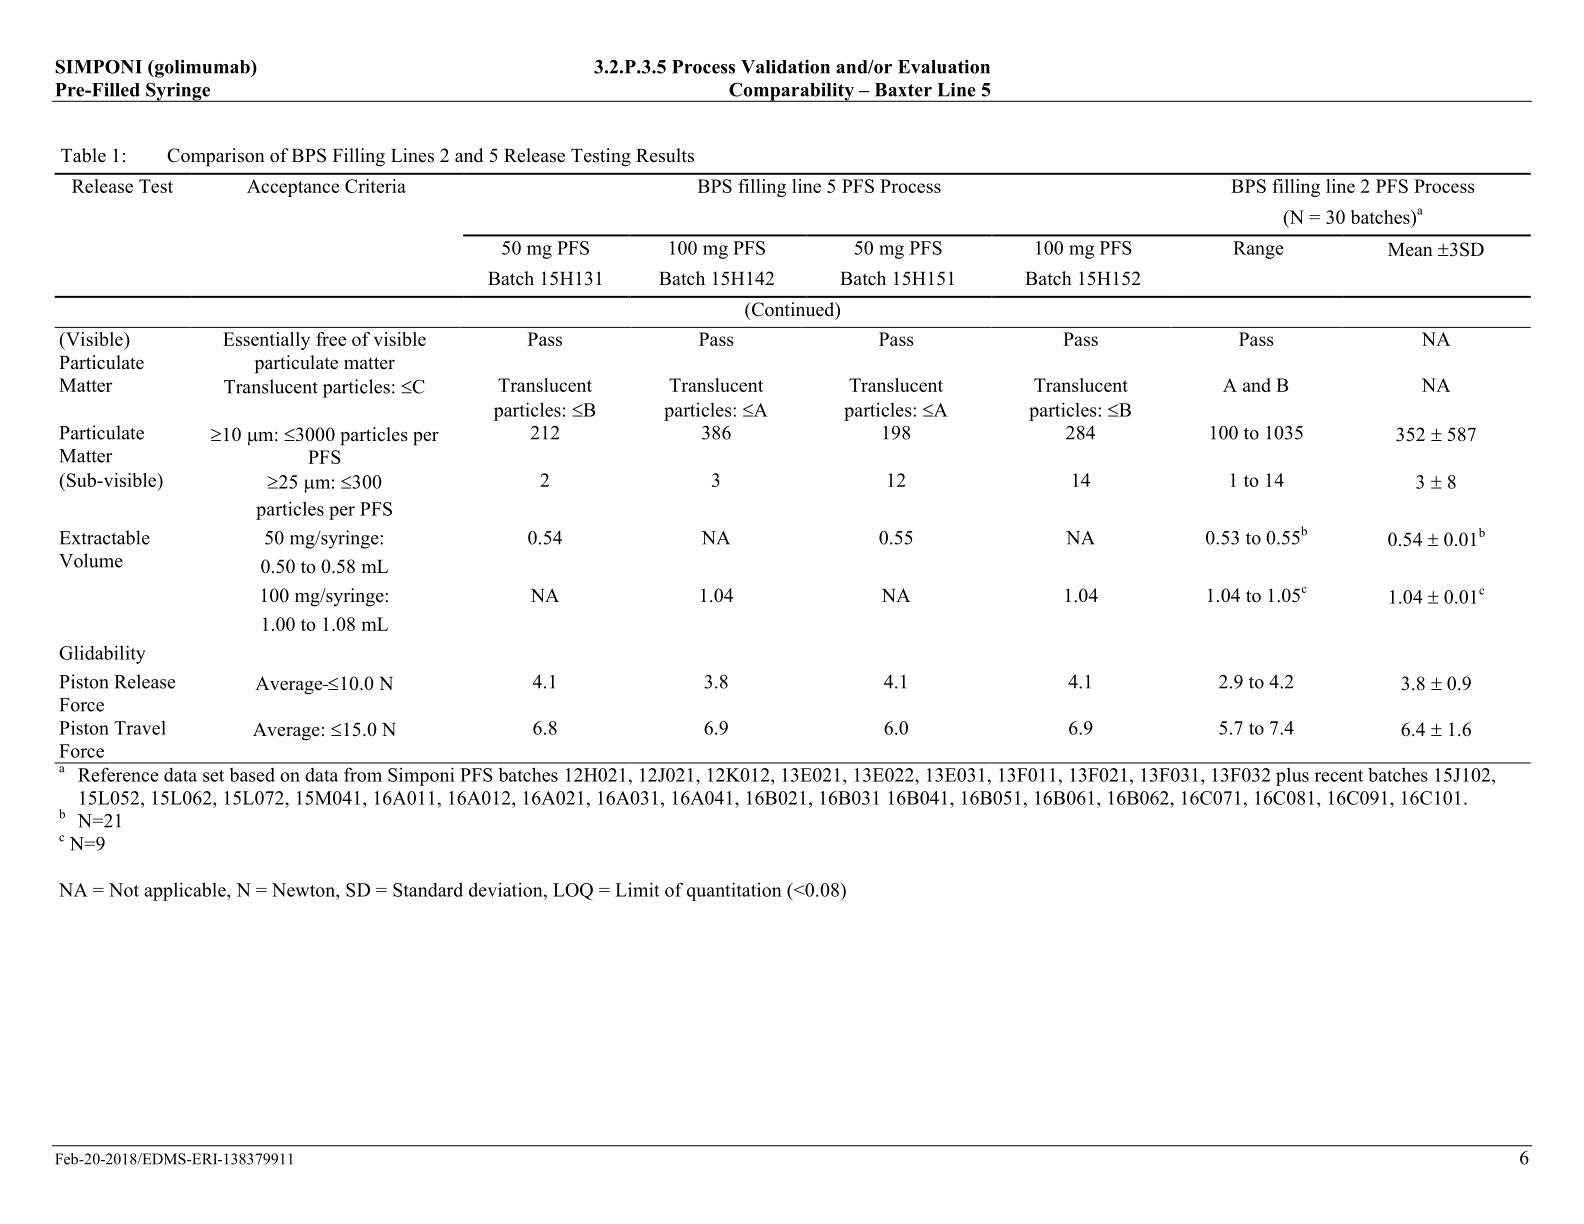 SIMPONI (golimumab) 3.2.P.3.5 Process Validation and/or Evaluation
Pre-Filled Syringe Comparability – Baxter Line 5
Table 1: Comparison of BPS Filling Lines 2 and 5 Release Testing Results
Release Test Acceptance Criteria BPS filling line 5 PFS Process BPS filling line 2 PFS Process
(N = 30 batches)a
50 mg PFS 100 mg PFS 50 mg PFS 100 mg PFS Range Mean ±3SD
Batch 15H131 Batch 15H142 Batch 15H151 Batch 15H152
(Continued)
(Visible) Essentially free of visible Pass Pass Pass Pass Pass NA
Particulate particulate matter
Matter Translucent particles: ≤C Translucent Translucent Translucent Translucent A and B NA
particles: ≤B particles: ≤A particles: ≤A particles: ≤B
Particulate ≥10 µm: ≤3000 particles per 212 386 198 284 100 to 1035 352 ± 587
Matter PFS
(Sub-visible) ≥25 µm: ≤300 2 3 12 14 1 to 14 3 ± 8
particles per PFS
Extractable 50 mg/syringe: 0.54 NA 0.55 NA 0.53 to 0.55b 0.54 ± 0.01b
Volume 0.50 to 0.58 mL
100 mg/syringe: NA 1.04 NA 1.04 1.04 to 1.05c 1.04 ± 0.01c
1.00 to 1.08 mL
Glidability
Piston Release Average-≤10.0 N 4.1 3.8 4.1 4.1 2.9 to 4.2 3.8 ± 0.9
Force
Piston Travel Average: ≤15.0 N 6.8 6.9 6.0 6.9 5.7 to 7.4 6.4 ± 1.6
Force
a Reference data set based on data from Simponi PFS batches 12H021, 12J021, 12K012, 13E021, 13E022, 13E031, 13F011, 13F021, 13F031, 13F032 plus recent batches 15J102,
15L052, 15L062, 15L072, 15M041, 16A011, 16A012, 16A021, 16A031, 16A041, 16B021, 16B031 16B041, 16B051, 16B061, 16B062, 16C071, 16C081, 16C091, 16C101.
b N=21
c N=9
NA = Not applicable, N = Newton, SD = Standard deviation, LOQ = Limit of quantitation (<0.08)
Feb-20-2018/EDMS-ERI-138379911 6